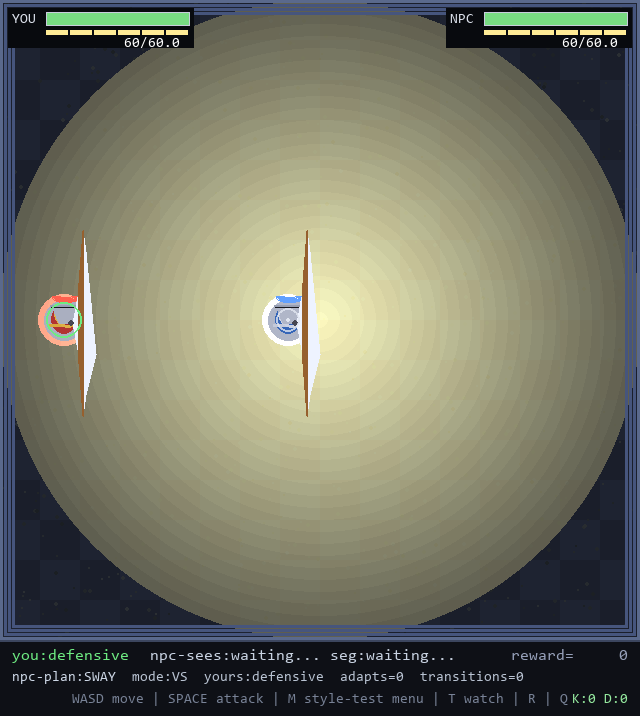 YOU
60/60.0
NPC
60/60.0
you:defensive npc-sees:waiting... seg:waiting... reward= 0
npc-plan:SWAY mode:VS yours:defensive adapts=0 transitions=0
WASD move | SPACE attack | M style-test menu | T watch | R | Q K:0 D:0